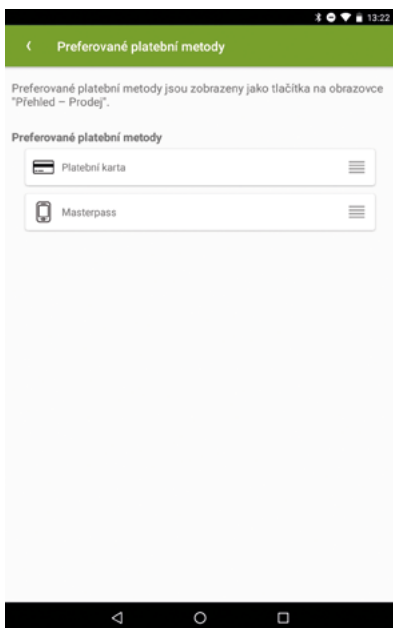 13:22
Preferované platební metody
Preferované platební metody jsou zobrazeny jako tlačítka na obrazovce
"Přehled – Prodej".
Preferované platební metody
Platební karta
Masterpass